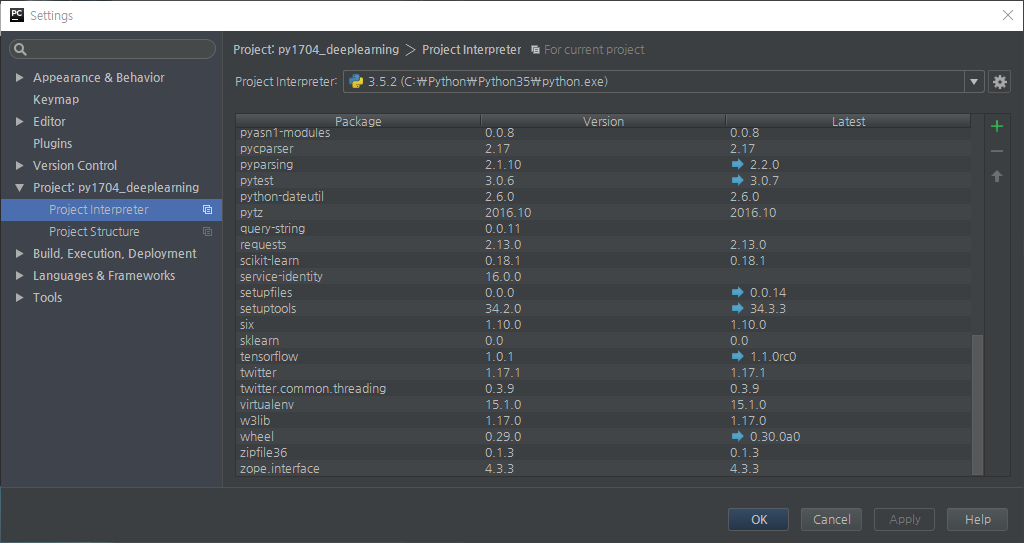 PC Settings
Project: py1704_deeplearning > Project Interpreter For current project
Appearance & Behavior
Keymap
Editor
Plugins
Version Control
Project: py1704_deeplearning
Project Interpreter
Project Structure
Build, Execution, Deployment
Languages & Frameworks
Tools
Project Interpreter: 3.5.2 (C:₩Python₩Python35₩python.exe)
Package Version Latest
pyasn1-modules 0.0.8 0.0.8
pycparser 2.17 2.17
pyparsing 2.1.10 2.2.0
pytest 3.0.6 3.0.7
python-dateutil 2.6.0 2.6.0
pytz 2016.10 2016.10
query-string 0.0.11
requests 2.13.0 2.13.0
scikit-learn 0.18.1 0.18.1
service-identity 16.0.0
setupfiles 0.0.0 0.0.14
setuptools 34.2.0 34.3.3
six 1.10.0 1.10.0
sklearn 0.0 0.0
tensorflow 1.0.1 1.1.0rc0
twitter 1.17.1 1.17.1
twitter.common.threading 0.3.9 0.3.9
virtualenv 15.1.0 15.1.0
w3lib 1.17.0 1.17.0
wheel 0.29.0 0.30.0a0
zipfile36 0.1.3 0.1.3
zope.interface 4.3.3 4.3.3
OK Cancel Apply Help